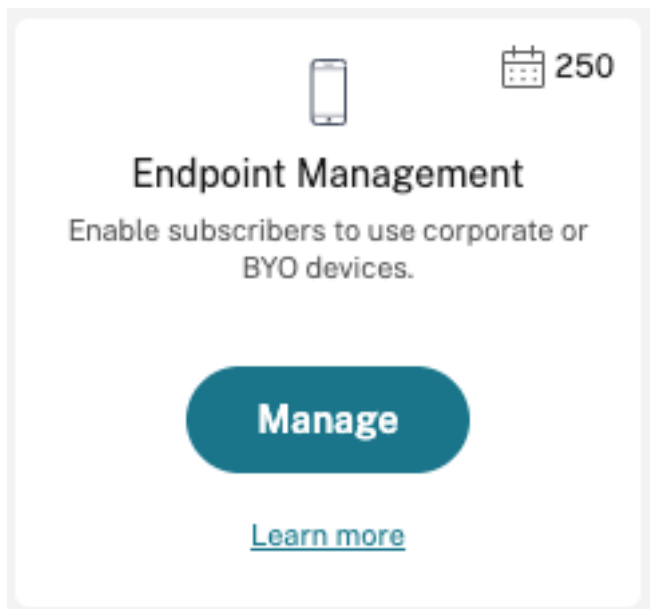 250
Endpoint Management
Enable subscribers to use corporate or
BYO devices.
Manage
Learn more